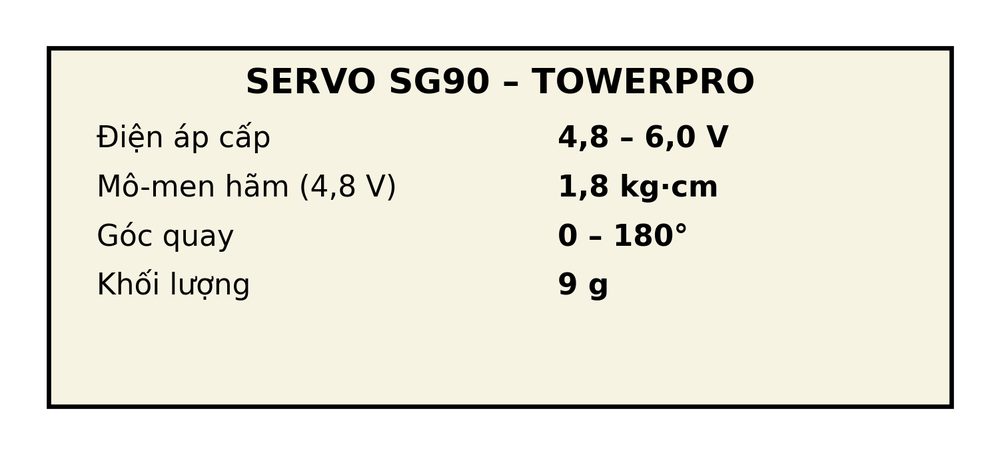 SERVO SG90 – TOWERPRO
Điện áp cấp 4,8 – 6,0 V
Mô-men hãm (4,8 V) 1,8 kg·cm
Góc quay 0 – 180°
Khối lượng 9 g